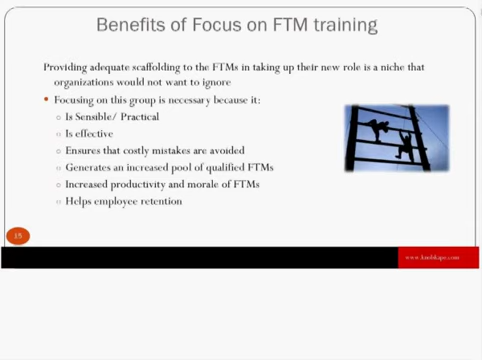 Benefits of Focus on FTM training
Providing adequate scaffolding to the FTMs in taking up their new role is a niche that
organizations would not want to ignore
Focusing on this group is necessary because it:
Is Sensible/ Practical
Is effective
Ensures that costly mistakes are avoided
Generates an increased pool of qualified FTMs
Increased productivity and morale of FTMs
Helps employee retention
15